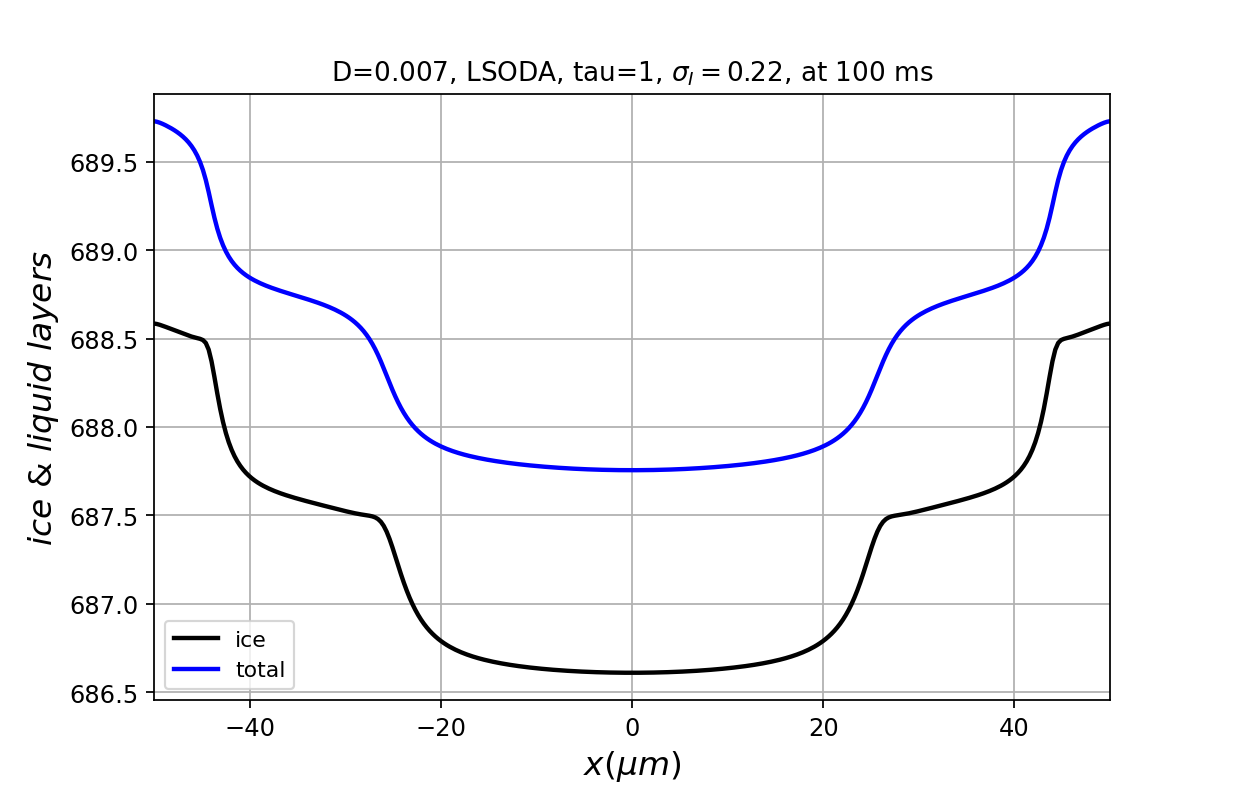 D=0.007, LSODA, tau=1, σ_I = 0.22, at 100 ms
ice & liquid layers
689.5
689.0
688.5
688.0
687.5
687.0
686.5
ice
total
−40 −20 0 20 40
x(μm)